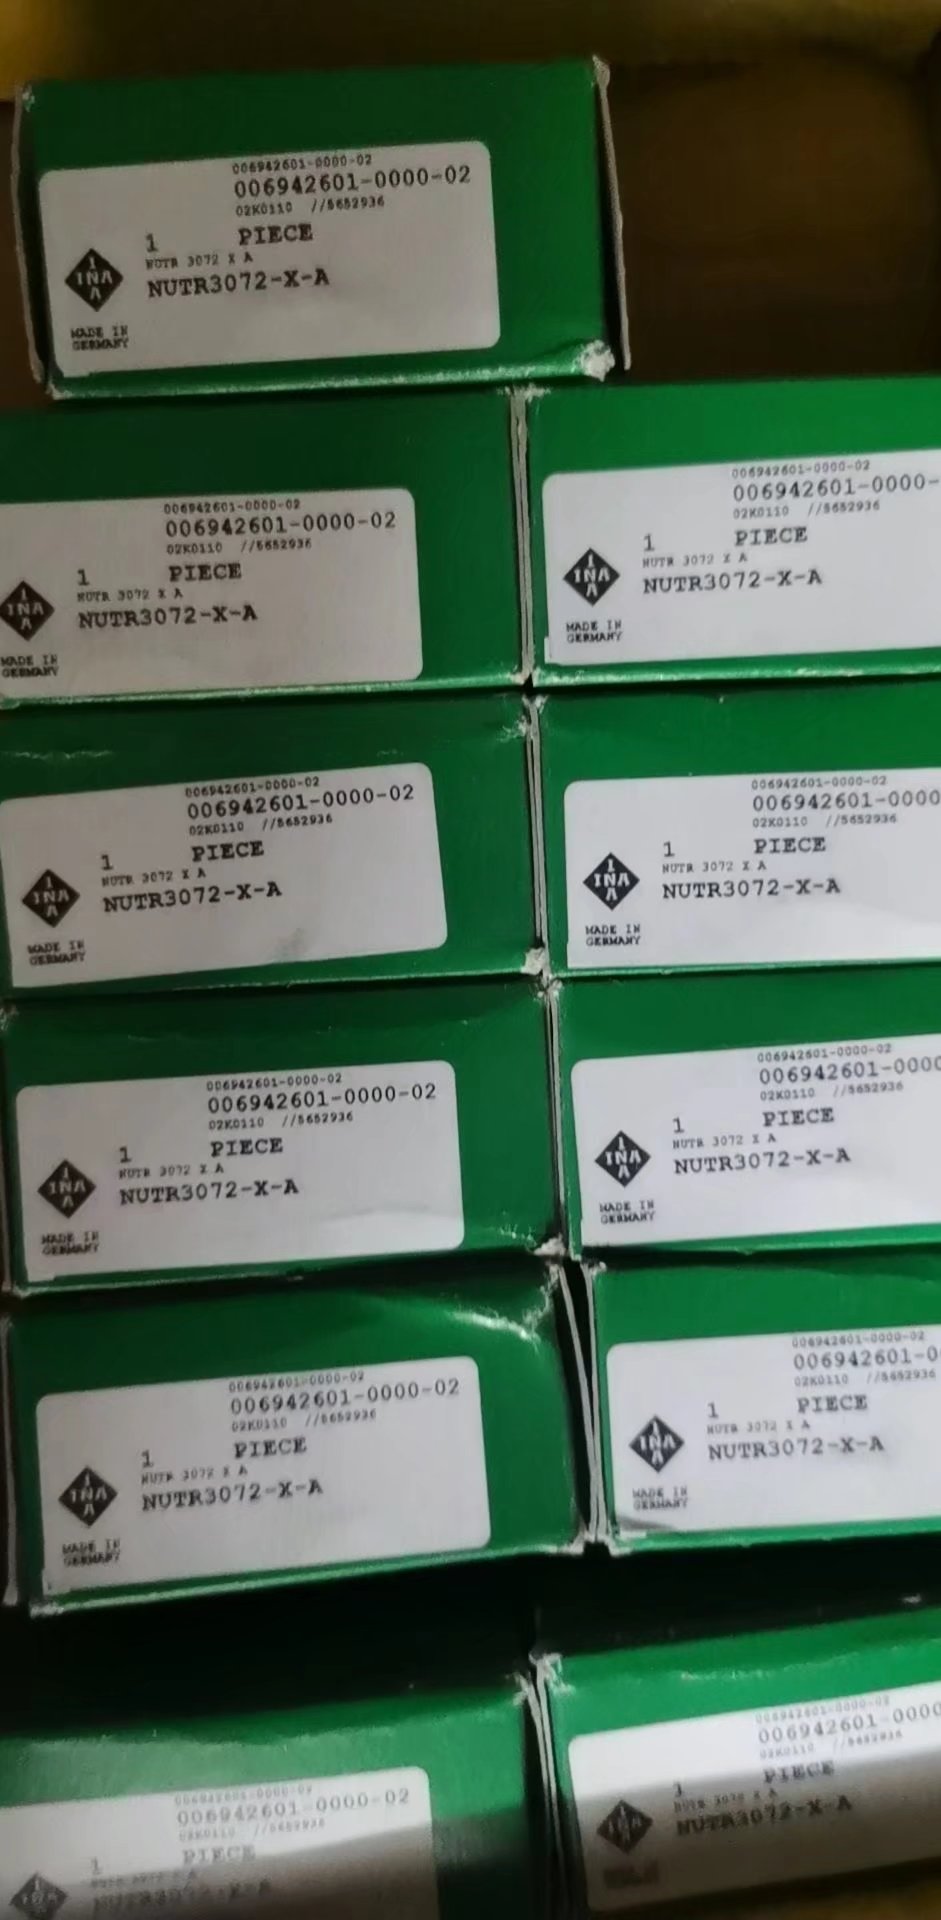 006942601-0000-02
006942601-0000-02
02K0110 //5652936
1 PIECE
NUTR 3072 X A
NUTR3072-X-A
INA
MADE IN
GERMANY
006942601-0000-02
006942601-0000-02
02K0110 //5652936
1 PIECE
NUTR 3072 X A
NUTR3072-X-A
INA
MADE IN
GERMANY
006942601-0000-02
006942601-0000-
02K0110 //5652936
1 PIECE
NUTR 3072 X A
NUTR3072-X-A
INA
MADE IN
GERMANY
006942601-0000-02
006942601-0000-02
02K0110 //5652936
1 PIECE
NUTR 3072 X A
NUTR3072-X-A
INA
MADE IN
GERMANY
006942601-0000-02
006942601-0000
02K0110 //5652936
1 PIECE
NUTR 3072 X A
NUTR3072-X-A
INA
MADE IN
GERMANY
006942601-0000-02
006942601-0000-02
02K0110 //5652936
1 PIECE
NUTR 3072 X A
NUTR3072-X-A
INA
MADE IN
GERMANY
006942601-0000-02
006942601-0000
02K0110 //5652936
1 PIECE
NUTR 3072 X A
NUTR3072-X-A
INA
MADE IN
GERMANY
006942601-0000-02
006942601-0000-02
02K0110 //5652936
1 PIECE
NUTR 3072 X A
NUTR3072-X-A
INA
MADE IN
GERMANY
006942601-0000-02
006942601-0
02K0110 //5652936
1 PIECE
NUTR 3072 X A
NUTR3072-X-A
INA
MADE IN
GERMANY
006942601-0000-02
1 PIECE
NUTR3072-X-A
INA
006942601-0000
1 PIECE
NUTR3072-X-A
INA